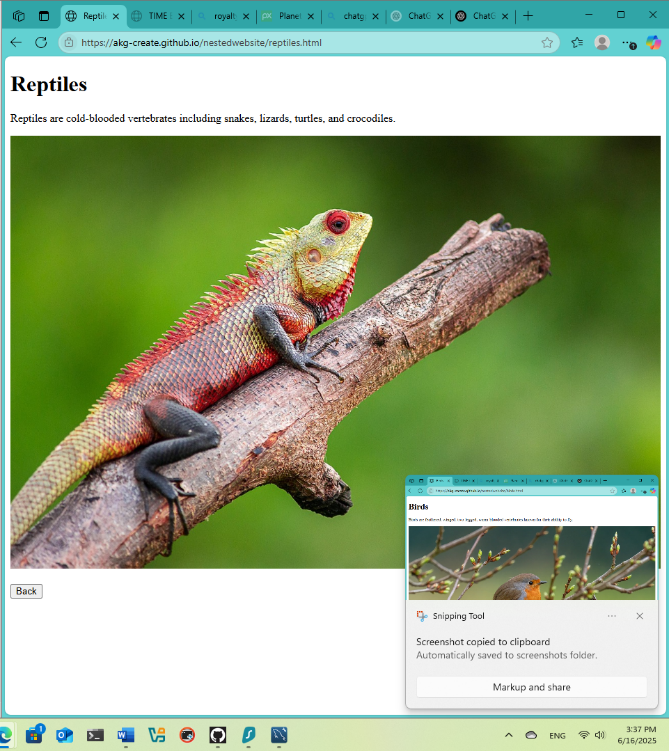 Reptil
TIME
royalt
Planet
chatg
ChatG
ChatG
https://akg-create.github.io/nestedwebsite/reptiles.html
Reptiles
Reptiles are cold-blooded vertebrates including snakes, lizards, turtles, and crocodiles.
Back
Birds
Snipping Tool
Screenshot copied to clipboard
Automatically saved to screenshots folder.
Markup and share
1
ENG
3:37 PM
6/16/2025